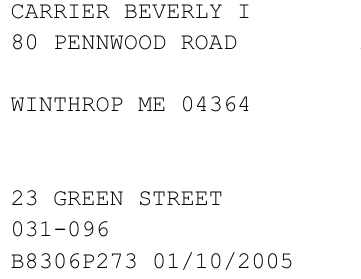 CARRIER BEVERLY I
80 PENNWOOD ROAD
WINTHROP ME 04364
23 GREEN STREET
031-096
B8306P273 01/10/2005